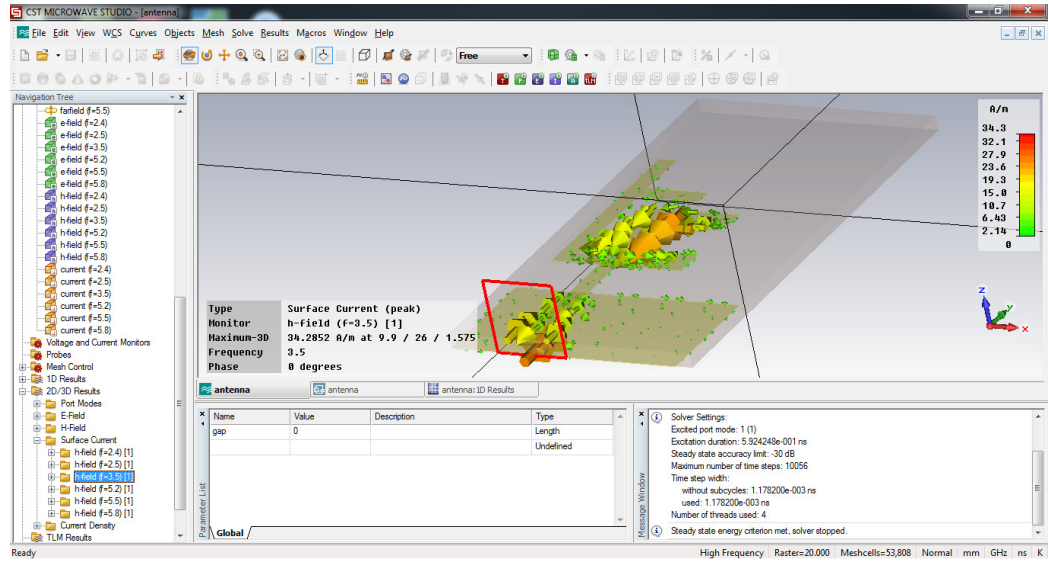 CST MICROWAVE STUDIO - [antenna]
File Edit View WCS Curves Objects Mesh Solve Results Macros Window Help
Free
Navigation Tree
farfield (f=5.5)
e-field (f=2.4)
e-field (f=2.5)
e-field (f=3.5)
e-field (f=5.2)
e-field (f=5.5)
e-field (f=5.8)
h-field (f=2.4)
h-field (f=2.5)
h-field (f=3.5)
h-field (f=5.2)
h-field (f=5.5)
h-field (f=5.8)
current (f=2.4)
current (f=2.5)
current (f=3.5)
current (f=5.2)
current (f=5.5)
current (f=5.8)
Voltage and Current Monitors
Probes
Mesh Control
1D Results
2D/3D Results
Port Modes
E-Field
H-Field
Surface Current
h-field (f=2.4) [1]
h-field (f=2.5) [1]
h-field (f=3.5) [1]
h-field (f=5.2) [1]
h-field (f=5.5) [1]
h-field (f=5.8) [1]
Current Density
TLM Results
A/m
34.3
32.1
27.9
23.6
19.3
15.0
10.7
6.43
2.14
0
z
y
x
Type Surface Current (peak)
Monitor h-field (f=3.5) [1]
Maximum-3D 34.2852 A/m at 9.9 / 26 / 1.575
Frequency 3.5
Phase 0 degrees
antenna antenna antenna: 1D Results
Parameter List
Name Value Description Type
gap 0 Length
Undefined
Global
Message Window
Solver Settings:
Excited port mode: 1 (1)
Excitation duration: 5.924248e-001 ns
Steady state accuracy limit: -30 dB
Maximum number of time steps: 10056
Time step width:
without subcycles: 1.178200e-003 ns
used: 1.178200e-003 ns
Number of threads used: 4
Steady state energy criterion met, solver stopped.
Ready High Frequency Raster=20.000 Meshcells=53,808 Normal mm GHz ns K